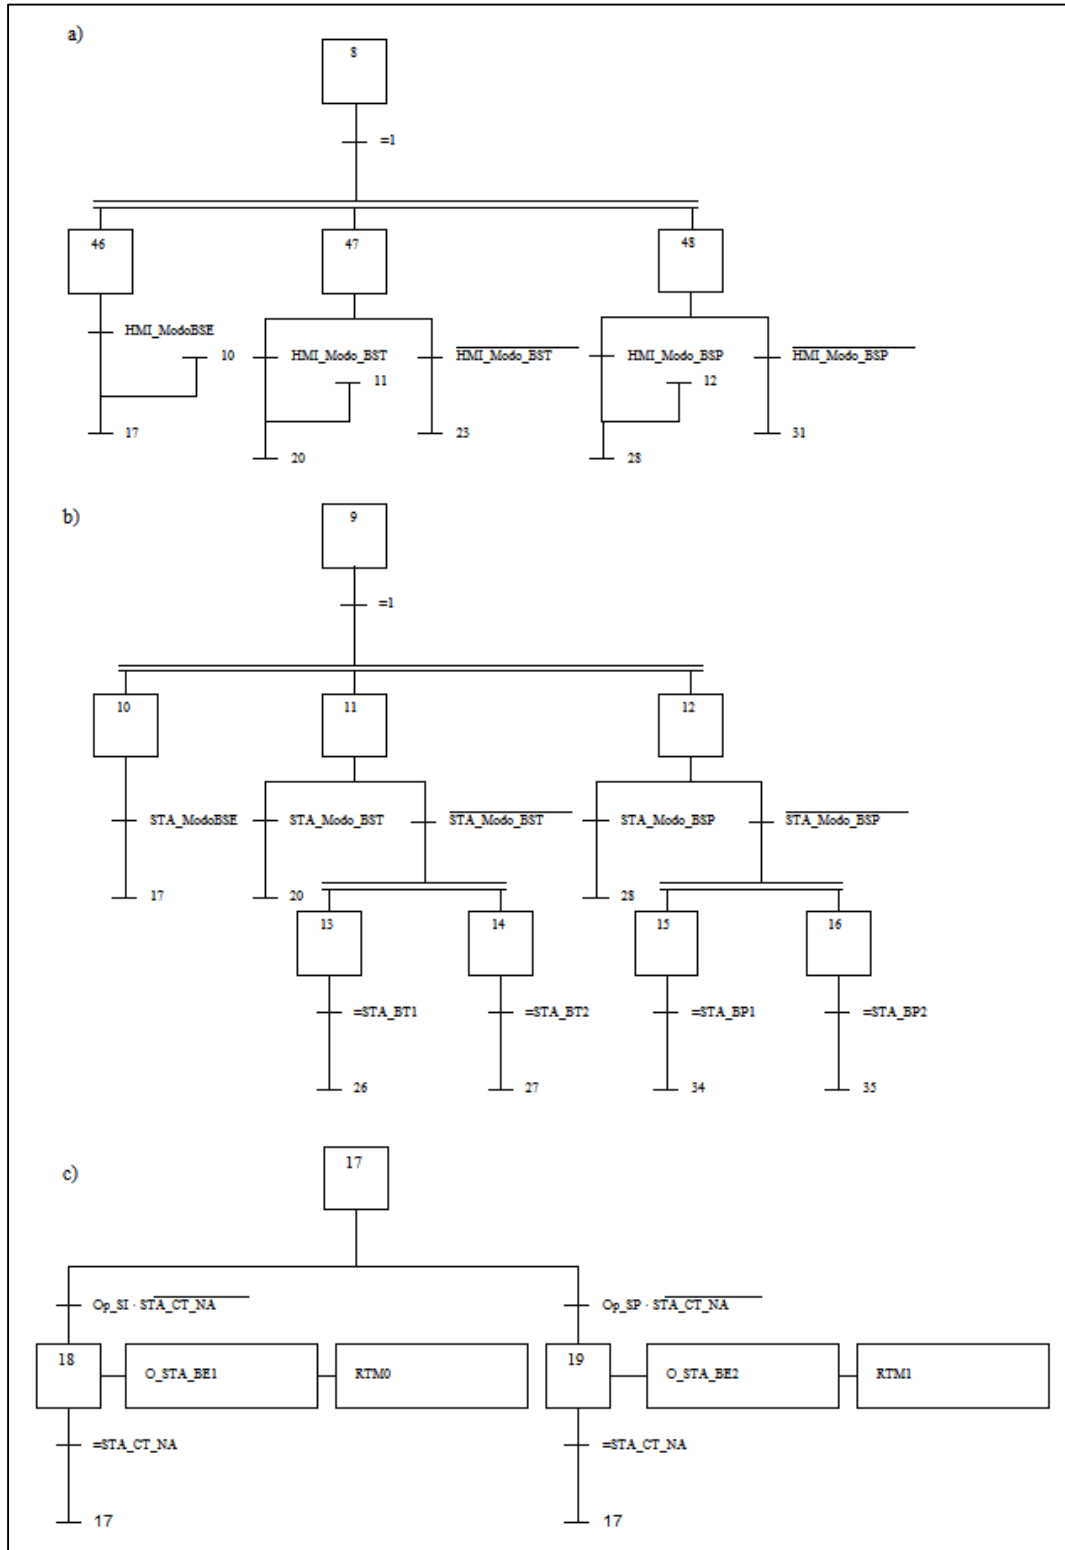 a)
8
=1
46
47
48
HMI_ModoBSE
10
HMI_Modo_BST
HMI_Modo_BST
HMI_Modo_BSP
HMI_Modo_BSP
11
12
17
23
31
20
28
b)
9
=1
10
11
12
STA_ModoBSE
STA_Modo_BST
STA_Modo_BST
STA_Modo_BSP
STA_Modo_BSP
17
20
28
13
14
15
16
=STA_BT1
=STA_BT2
=STA_BP1
=STA_BP2
26
27
34
35
c)
17
Op_SI · STA_CT_NA
Op_SP · STA_CT_NA
18
O_STA_BE1
RTM0
19
O_STA_BE2
RTM1
=STA_CT_NA
=STA_CT_NA
17
17